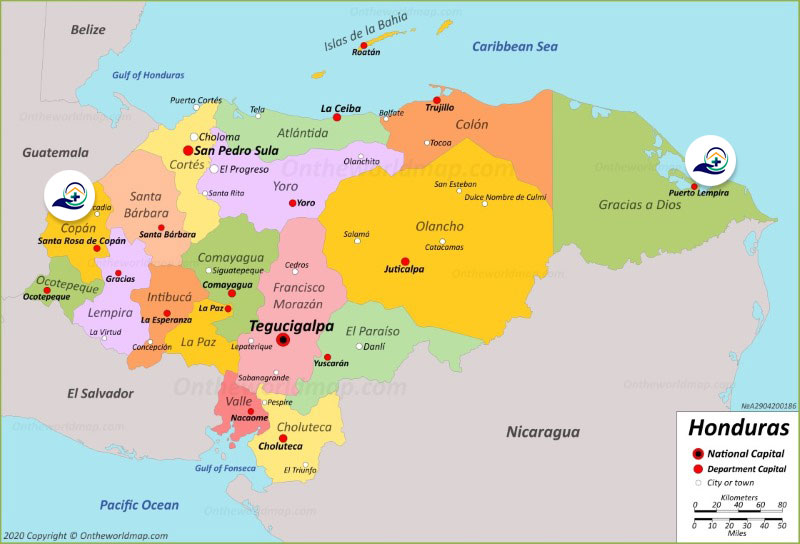 Belize
Ontheworldmap.com
Islas de la Bahía
Roatán
Caribbean Sea
Gulf of Honduras
Puerto Cortés
Tela
La Ceiba
Balfate
Trujillo
Ontheworldmap.com
Choloma
Atlántida
Colón
Guatemala
San Pedro Sula
Cortés
Olanchito
Tocoa
Ontheworldmap.com
El Progreso
Yoro
Santa Rita
Yoro
San Esteban
Dulce Nombre de Culmí
Puerto Lempira
Gracias a Dios
Santa
Bárbara
Copán
Santa Bárbara
Santa Rosa de Copán
Olancho
Salamá
Catacamas
Juticalpa
Comayagua
Siguatepeque
Comayagua
Cedros
Francisco
Morazán
Ocotepeque
Ocotepeque
Gracias
Lempira
La Virtud
Intibucá
La Esperanza
Concepción
La Paz
La Paz
Tegucigalpa
Lepaterique
Sabanagrande
El Paraíso
Danlí
Yuscarán
Ontheworldmap.com
El Salvador
Valle
Nacaome
Pespire
Choluteca
Choluteca
El Triunfo
Gulf of Fonseca
Nicaragua
Pacific Ocean
Ontheworldmap.com
№A2904200186
Honduras
National Capital
Department Capital
City or town
Kilometers
0 20 40 60 80
0 10 20 30 40 50
Miles
2020 Copyright © Ontheworldmap.com